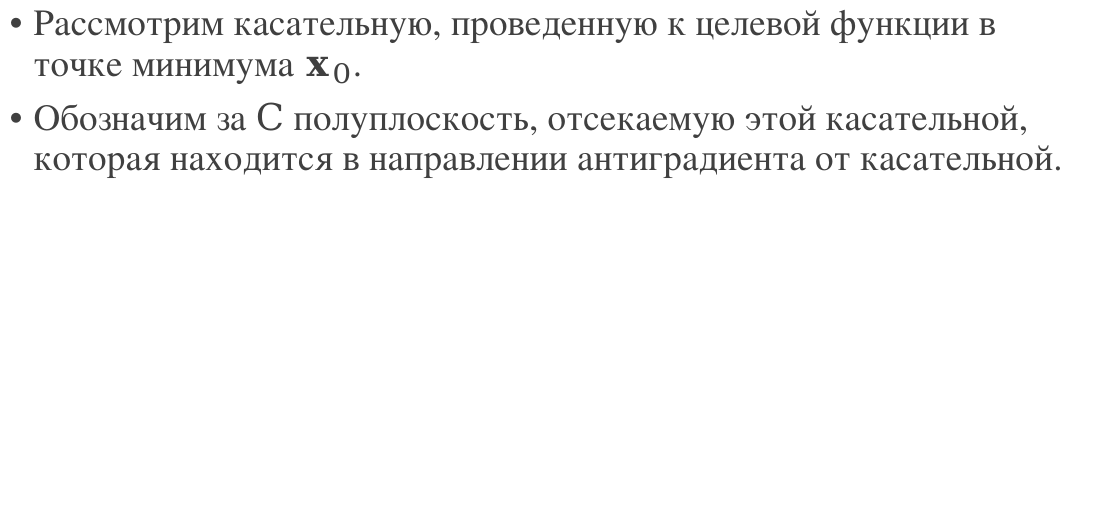 • Рассмотрим касательную, проведенную к целевой функции в
точке минимума x₀.
• Обозначим за C полуплоскость, отсекаемую этой касательной,
которая находится в направлении антиградиента от касательной.